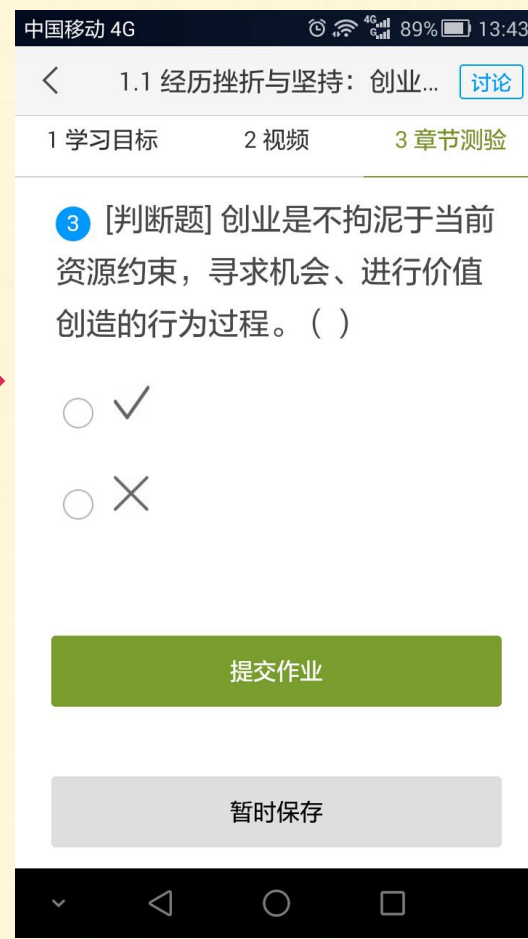 中国移动 4G 4G G 89% 13:43
1.1 经历挫折与坚持：创业... 讨论
1 学习目标 2 视频 3 章节测验
3 [判断题] 创业是不拘泥于当前
资源约束，寻求机会、进行价值
创造的行为过程。（ ）
提交作业
暂时保存